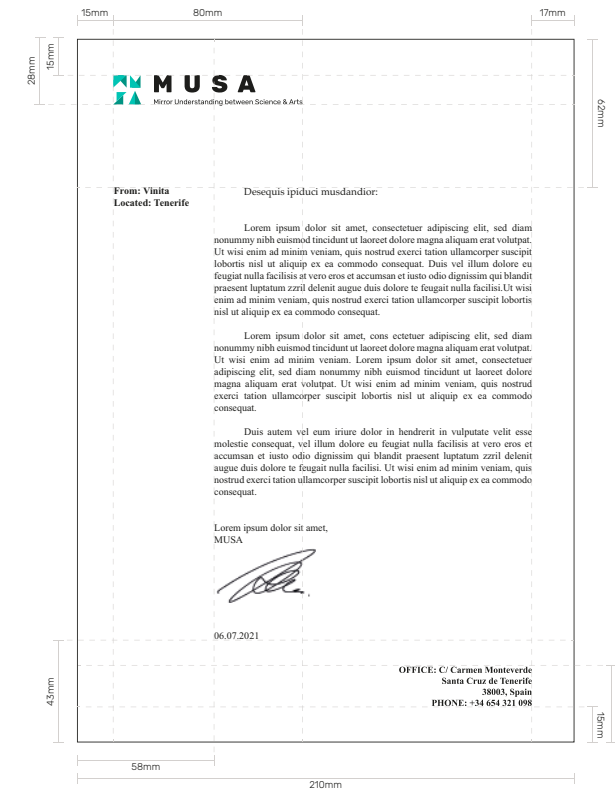 15mm
80mm
17mm
15mm
28mm
62mm
MUSA
Mirror Understanding between Science & Arts
From: Vinita
Located: Tenerife
Desequis ipiduci musdandior:
Lorem ipsum dolor sit amet, consectetuer adipiscing elit, sed diam
nonummy nibh euismod tincidunt ut laoreet dolore magna aliquam erat volutpat.
Ut wisi enim ad minim veniam, quis nostrud exerci tation ullamcorper suscipit
lobortis nisl ut aliquip ex ea commodo consequat. Duis vel illum dolore eu
feugiat nulla facilisis at vero eros et accumsan et iusto odio dignissim qui blandit
praesent luptatum zzril delenit augue duis dolore te feugait nulla facilisi.Ut wisi
enim ad minim veniam, quis nostrud exerci tation ullamcorper suscipit lobortis
nisl ut aliquip ex ea commodo consequat.
Lorem ipsum dolor sit amet, cons ectetuer adipiscing elit, sed diam
nonummy nibh euismod tincidunt ut laoreet dolore magna aliquam erat volutpat.
Ut wisi enim ad minim veniam. Lorem ipsum dolor sit amet, consectetuer
adipiscing elit, sed diam nonummy nibh euismod tincidunt ut laoreet dolore
magna aliquam erat volutpat. Ut wisi enim ad minim veniam, quis nostrud
exerci tation ullamcorper suscipit lobortis nisl ut aliquip ex ea commodo
consequat.
Duis autem vel eum iriure dolor in hendrerit in vulputate velit esse
molestie consequat, vel illum dolore eu feugiat nulla facilisis at vero eros et
accumsan et iusto odio dignissim qui blandit praesent luptatum zzril delenit
augue duis dolore te feugait nulla facilisi. Ut wisi enim ad minim veniam, quis
nostrud exerci tation ullamcorper suscipit lobortis nisl ut aliquip ex ea commodo
consequat.
Lorem ipsum dolor sit amet,
MUSA
06.07.2021
OFFICE: C/ Carmen Monteverde
Santa Cruz de Tenerife
38003, Spain
PHONE: +34 654 321 098
43mm
15mm
58mm
210mm